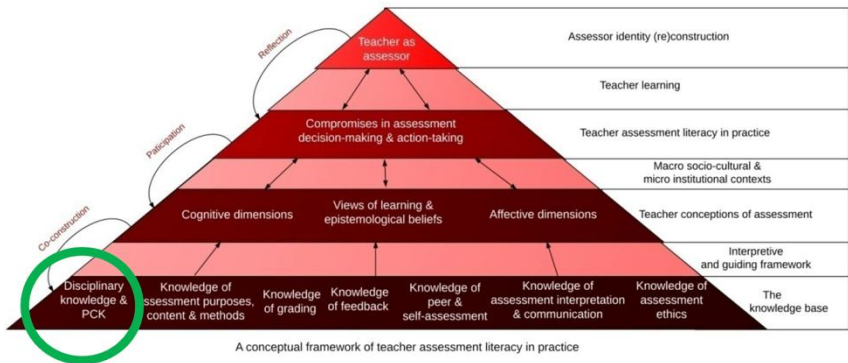 Reflection
Teacher as
assessor
Assessor identity (re)construction
Teacher learning
Paticipation
Compromises in assessment
decision-making & action-taking
Teacher assessment literacy in practice
Macro socio-cultural &
micro institutional contexts
Co-construction
Cognitive dimensions
Views of learning &
epistemological beliefs
Affective dimensions
Teacher conceptions of assessment
Interpretive
and guiding framework
Disciplinary
knowledge &
PCK
Knowledge of
assessment purposes,
content & methods
Knowledge
of grading
Knowledge
of feedback
Knowledge
of peer &
self-assessment
Knowledge of
assessment interpretation
& communication
Knowledge of
assessment
ethics
The
knowledge base
A conceptual framework of teacher assessment literacy in practice